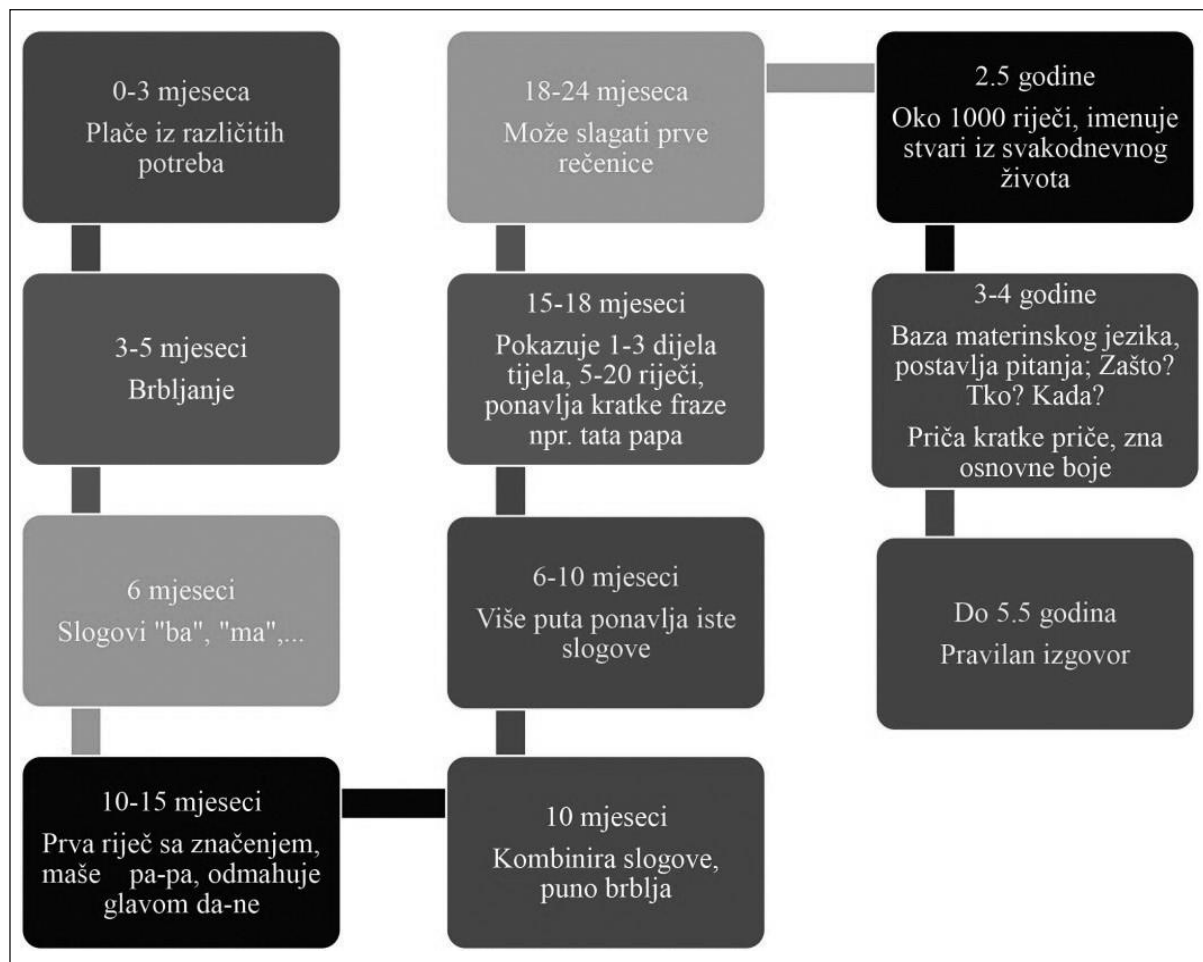 0-3 mjeseca
Plače iz različitih
potreba
3-5 mjeseci
Brbljanje
6 mjeseci
Slogovi "ba", "ma",...
10-15 mjeseci
Prva riječ sa značenjem,
maše pa-pa, odmahuje
glavom da-ne
10 mjeseci
Kombinira slogove,
puno brblja
6-10 mjeseci
Više puta ponavlja iste
slogove
15-18 mjeseci
Pokazuje 1-3 dijela
tijela, 5-20 riječi,
ponavlja kratke fraze
npr. tata papa
18-24 mjeseca
Može slagati prve
rečenice
2.5 godine
Oko 1000 riječi, imenuje
stvari iz svakodnevnog
života
3-4 godine
Baza materinskog jezika,
postavlja pitanja; Zašto?
Tko? Kada?
Priča kratke priče, zna
osnovne boje
Do 5.5 godina
Pravilan izgovor